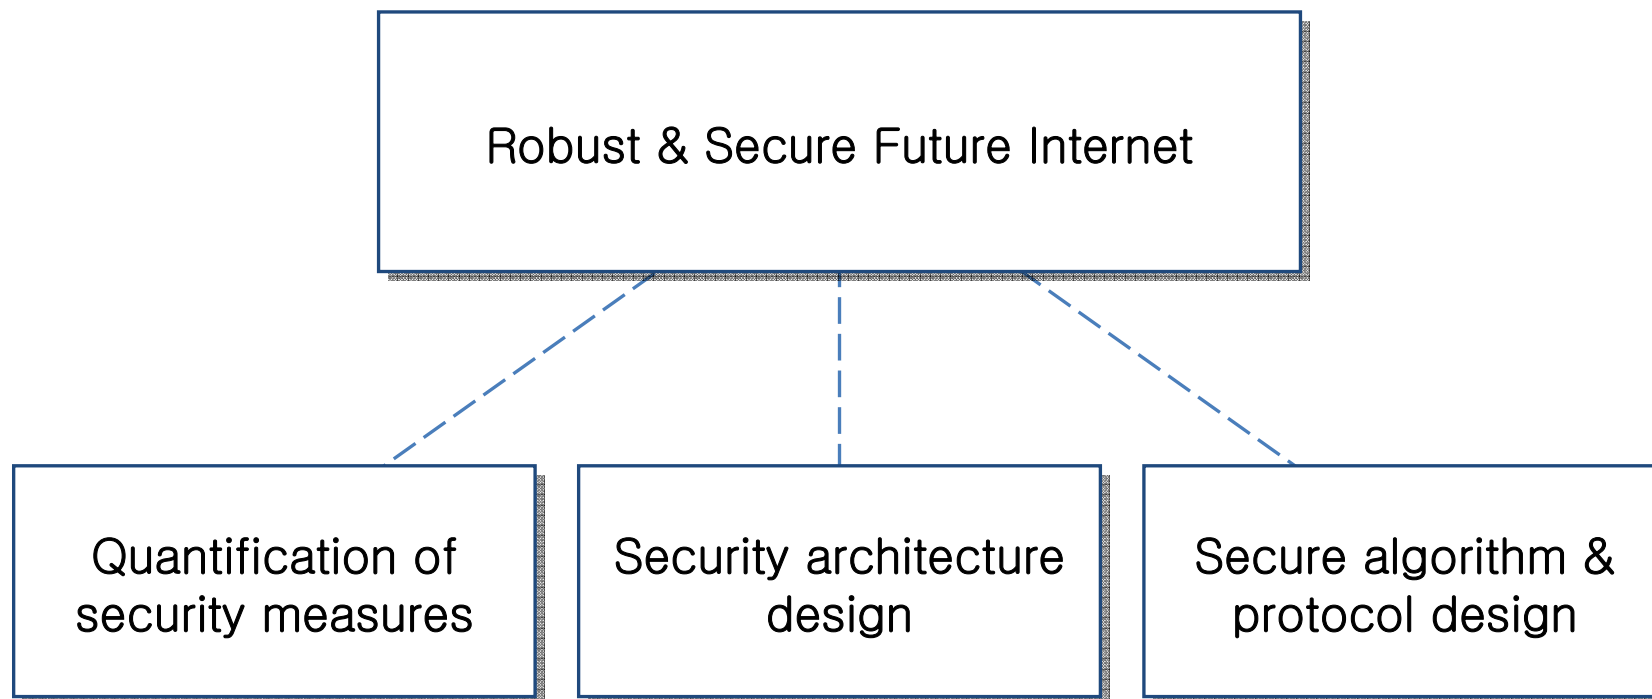 Robust & Secure Future Internet
Quantification of
security measures
Security architecture
design
Secure algorithm &
protocol design